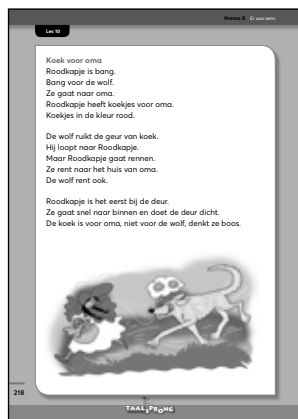 thema 8 Er was eens
Les 10
Koek voor oma
Roodkapje is bang.
Bang voor de wolf.
Ze gaat naar oma.
Roodkapje heeft koekjes voor oma.
Koekjes in de kleur rood.
De wolf ruikt de geur van koek.
Hij loopt naar Roodkapje.
Maar Roodkapje gaat rennen.
Ze rent naar het huis van oma.
De wolf rent ook.
Roodkapje is het eerst bij de deur.
Ze gaat snel naar binnen en doet de deur dicht.
De koek is voor oma, niet voor de wolf, denkt ze boos.
218
TAALSPRONG